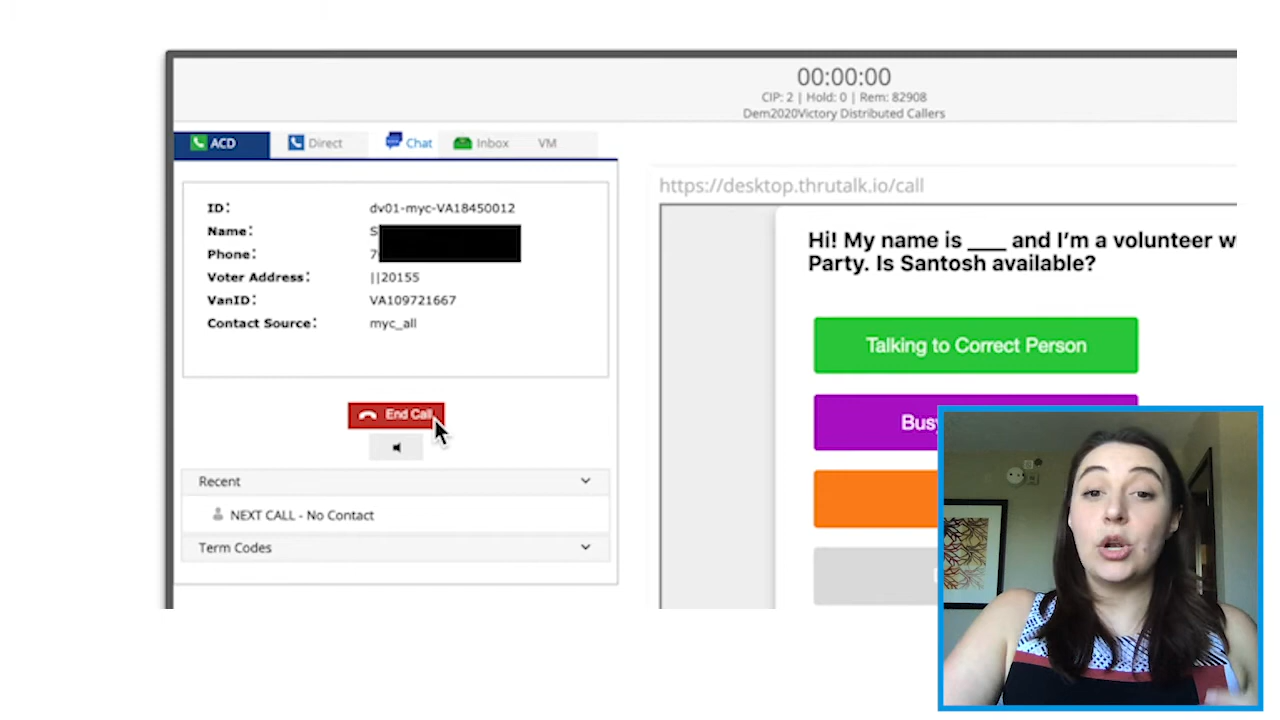 00:00:00
CIP: 2 | Hold: 0 | Rem: 82908
Dem2020Victory Distributed Callers
ACD
Direct
Chat
Inbox
VM
ID: dv01-myc-VA18450012
Name: S
Phone: 7
Voter Address: ||20155
VanID: VA109721667
Contact Source: myc_all
End Call
Recent
NEXT CALL - No Contact
Term Codes
https://desktop.thrutalk.io/call
Hi! My name is ___ and I'm a volunteer w
Party. Is Santosh available?
Talking to Correct Person
Busy